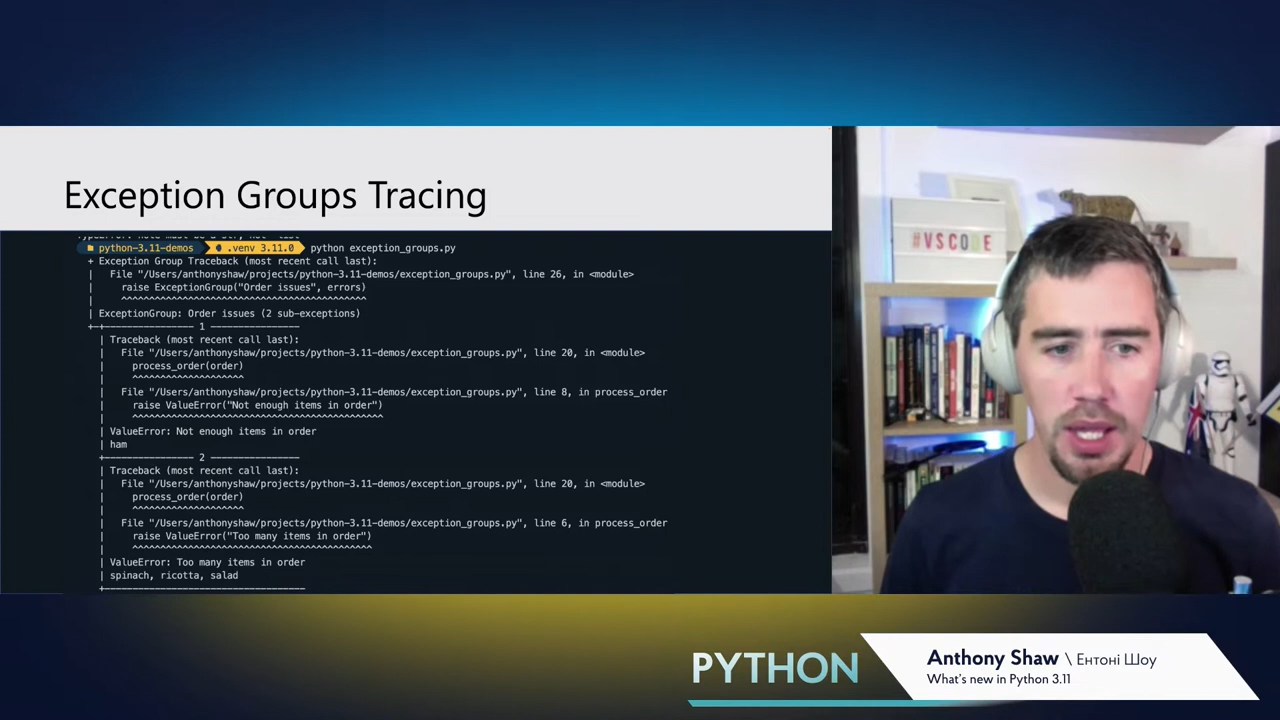 Exception Groups Tracing
TypeError: note must be a str, not 'list'
python-3.11-demos .venv 3.11.0 python exception_groups.py
+ Exception Group Traceback (most recent call last):
|   File "/Users/anthonyshaw/projects/python-3.11-demos/exception_groups.py", line 26, in <module>
|     raise ExceptionGroup("Order issues", errors)
|     ^^^^^^^^^^^^^^^^^^^^^^^^^^^^^^^^^^^^^^^^^^^^
| ExceptionGroup: Order issues (2 sub-exceptions)
+-+---------------- 1 ----------------
| Traceback (most recent call last):
|   File "/Users/anthonyshaw/projects/python-3.11-demos/exception_groups.py", line 20, in <module>
|     process_order(order)
|     ^^^^^^^^^^^^^^^^^^^^
|   File "/Users/anthonyshaw/projects/python-3.11-demos/exception_groups.py", line 8, in process_order
|     raise ValueError("Not enough items in order")
|     ^^^^^^^^^^^^^^^^^^^^^^^^^^^^^^^^^^^^^^^^^^^^^
| ValueError: Not enough items in order
| ham
+---------------- 2 ----------------
| Traceback (most recent call last):
|   File "/Users/anthonyshaw/projects/python-3.11-demos/exception_groups.py", line 20, in <module>
|     process_order(order)
|     ^^^^^^^^^^^^^^^^^^^^
|   File "/Users/anthonyshaw/projects/python-3.11-demos/exception_groups.py", line 6, in process_order
|     raise ValueError("Too many items in order")
|     ^^^^^^^^^^^^^^^^^^^^^^^^^^^^^^^^^^^^^^^^^^^
| ValueError: Too many items in order
| spinach, ricotta, salad
+------------------------------------
#VSCODE
PYTHON
Anthony Shaw \ Ентоні Шоу
What's new in Python 3.11